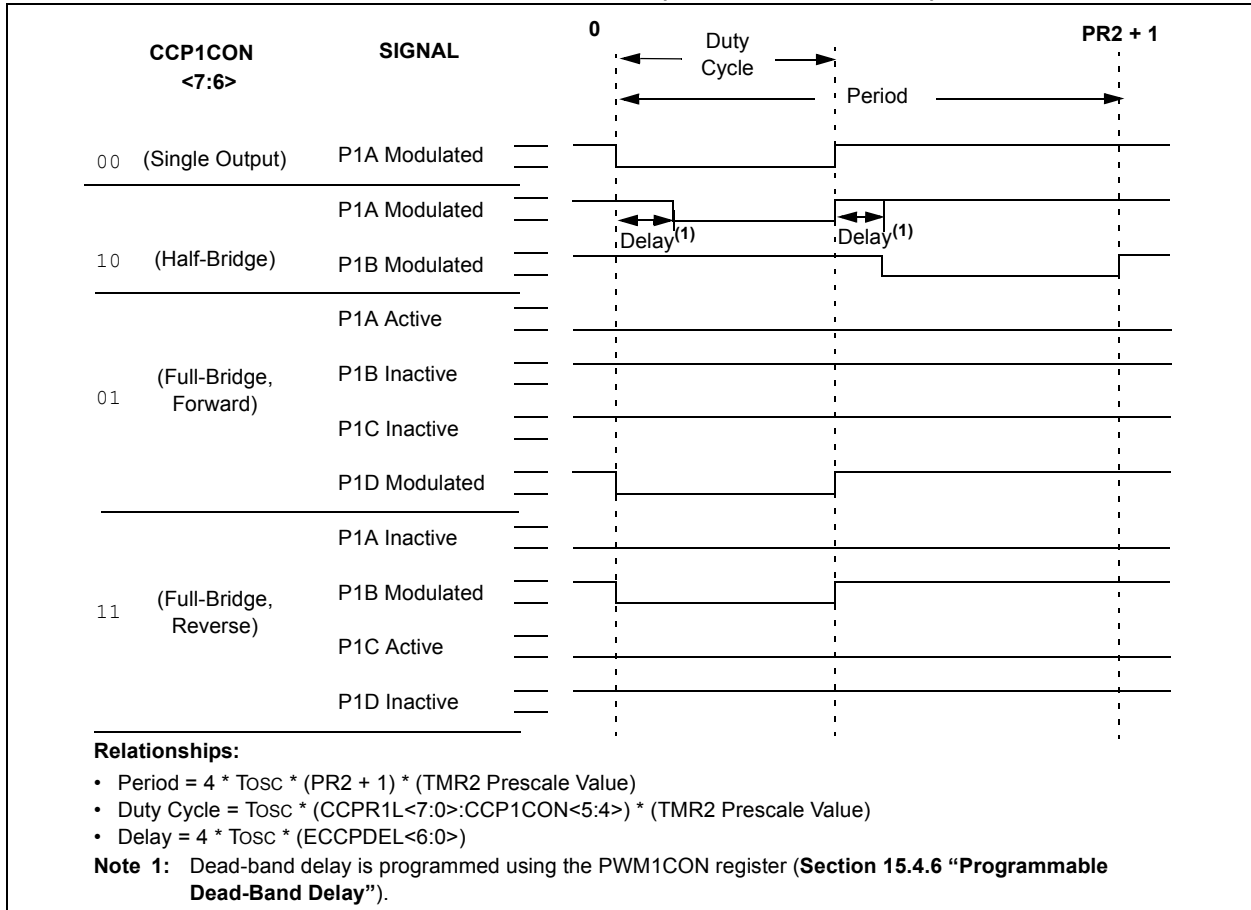 0
PR2 + 1
CCP1CON
<7:6>
SIGNAL
Duty
Cycle
Period
00 (Single Output) P1A Modulated
P1A Modulated
Delay(1) Delay(1)
10 (Half-Bridge) P1B Modulated
P1A Active
01 (Full-Bridge,
Forward)
P1B Inactive
P1C Inactive
P1D Modulated
P1A Inactive
11 (Full-Bridge,
Reverse)
P1B Modulated
P1C Active
P1D Inactive
Relationships:
• Period = 4 * TOSC * (PR2 + 1) * (TMR2 Prescale Value)
• Duty Cycle = TOSC * (CCPR1L<7:0>:CCP1CON<5:4>) * (TMR2 Prescale Value)
• Delay = 4 * TOSC * (ECCPDEL<6:0>)
Note 1: Dead-band delay is programmed using the PWM1CON register (Section 15.4.6 “Programmable
Dead-Band Delay”).